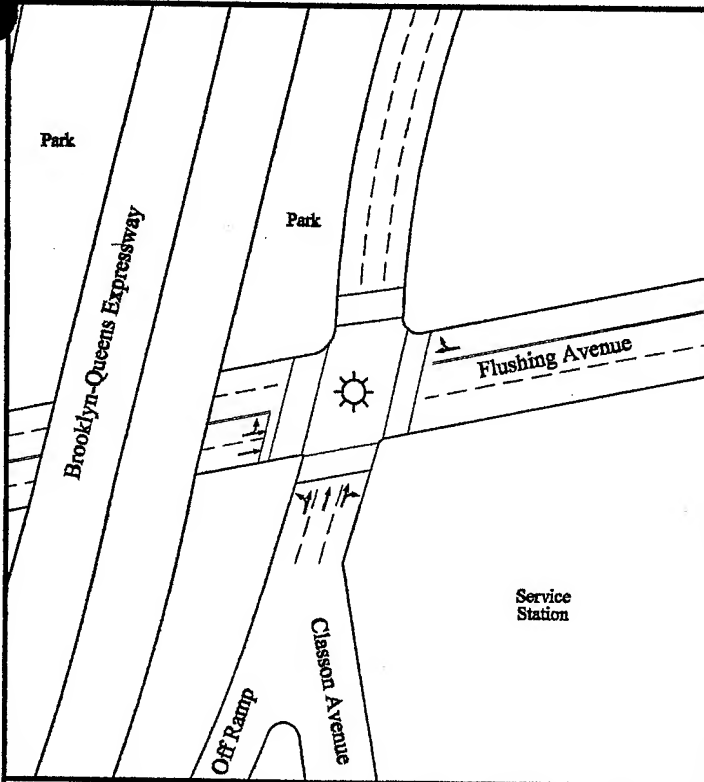 Park
Park
Brooklyn-Queens Expressway
Flushing Avenue
Service
Station
Classon Avenue
Off Ramp